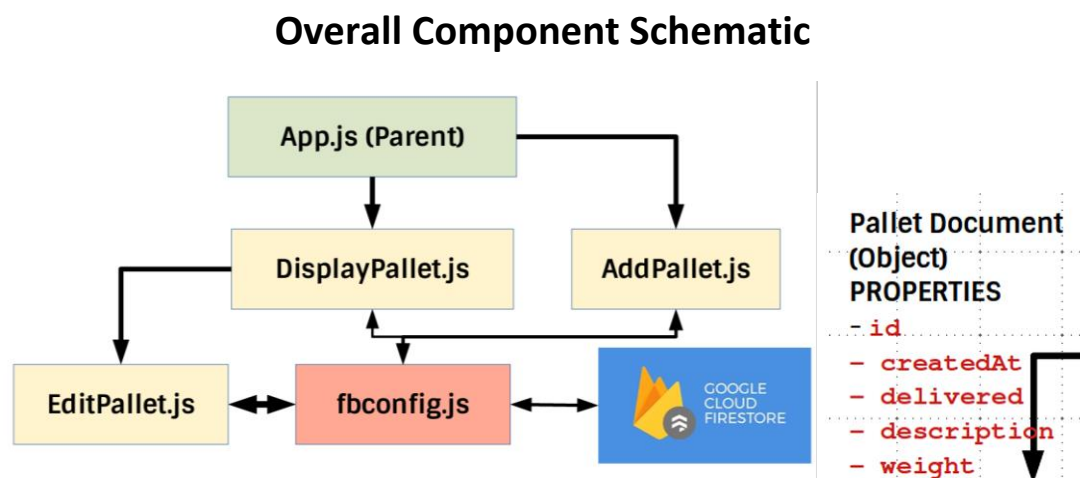 Overall Component Schematic
App.js (Parent)
DisplayPallet.js
AddPallet.js
EditPallet.js
fbconfig.js
GOOGLE
CLOUD
FIRESTORE
Pallet Document
(Object)
PROPERTIES
- id
- createdAt
- delivered
- description
- weight